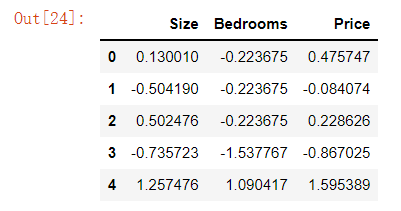 Out[24]:
Size Bedrooms Price
0 0.130010 -0.223675 0.475747
1 -0.504190 -0.223675 -0.084074
2 0.502476 -0.223675 0.228626
3 -0.735723 -1.537767 -0.867025
4 1.257476 1.090417 1.595389